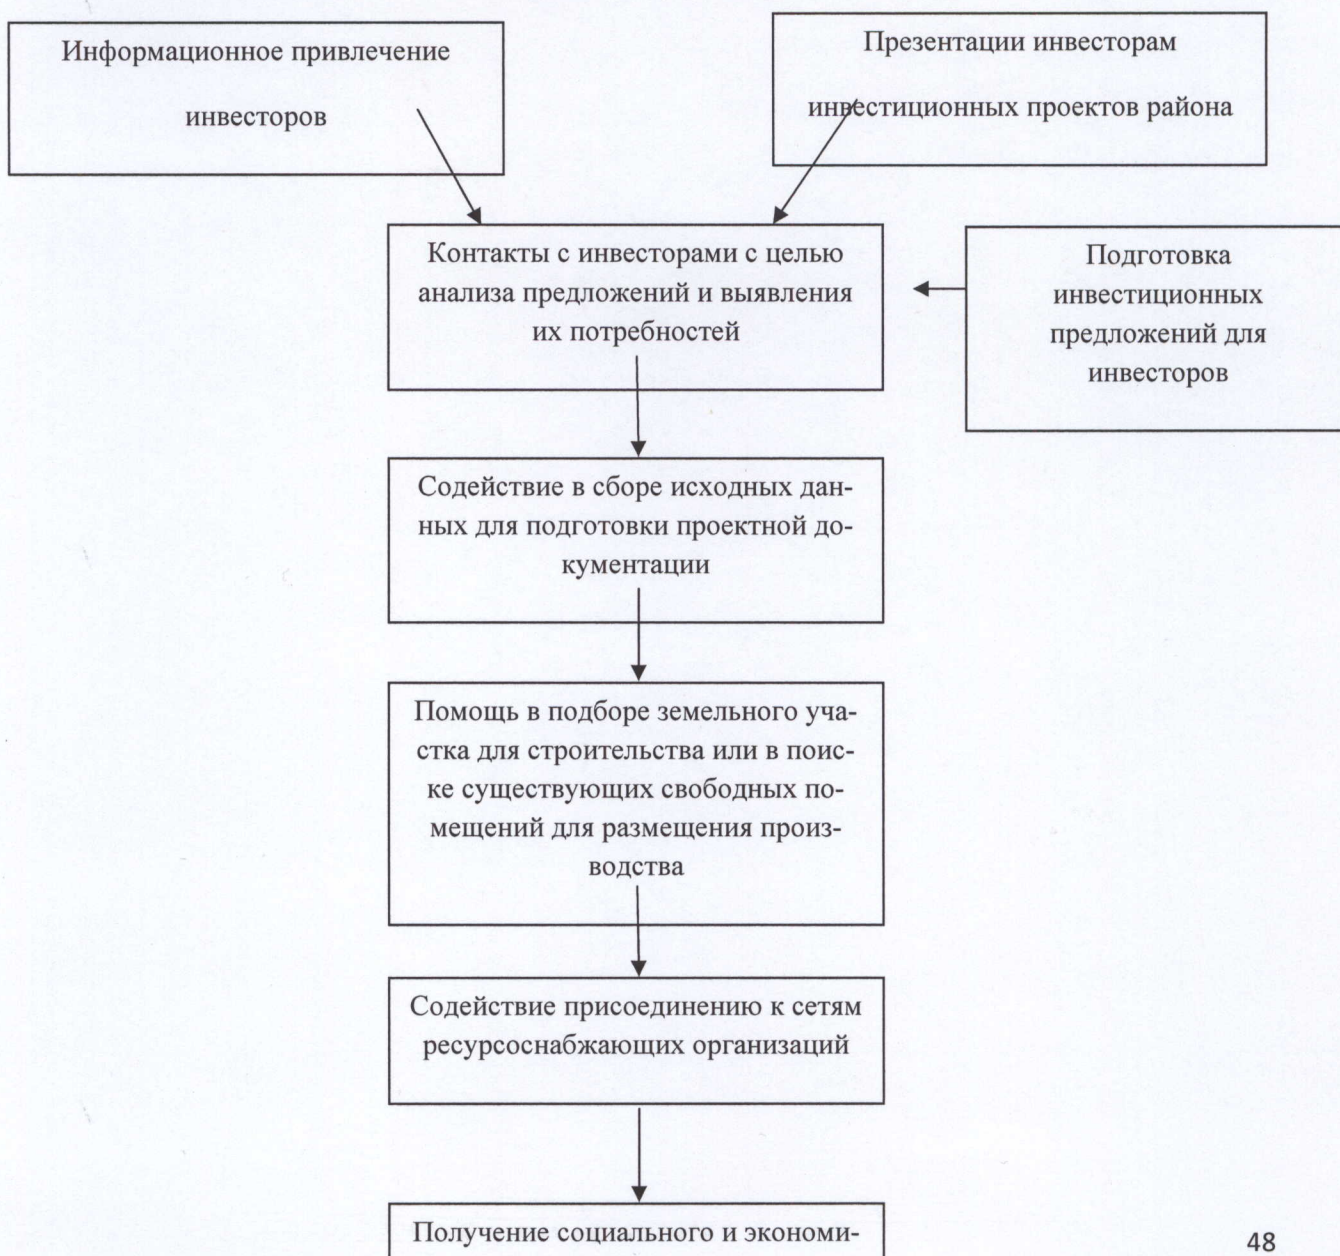 Информационное привлечение
инвесторов
Презентации инвесторам
инвестиционных проектов района
Контакты с инвесторами с целью
анализа предложений и выявления
их потребностей
Подготовка
инвестиционных
предложений для
инвесторов
Содействие в сборе исходных дан-
ных для подготовки проектной до-
кументации
Помощь в подборе земельного уча-
стка для строительства или в поис-
ке существующих свободных по-
мещений для размещения произ-
водства
Содействие присоединению к сетям
ресурсоснабжающих организаций
Получение социального и экономи-
48